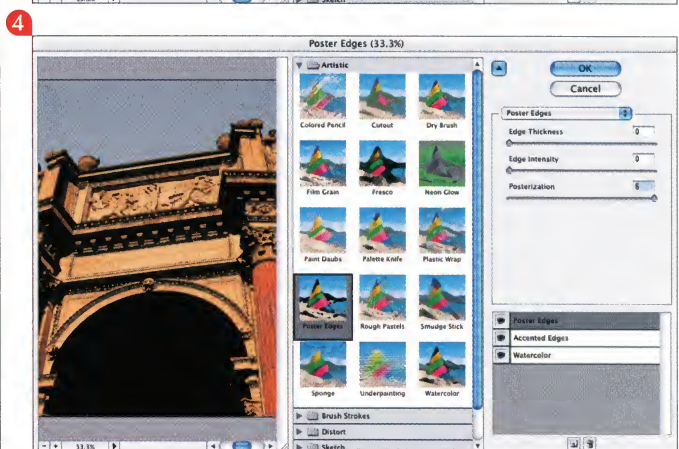 Sketch
4
Poster Edges (33.3%)
Artistic
Colored Pencil Cutout Dry Brush
Film Grain Fresco Neon Glow
Paint Daubs Palette Knife Plastic Wrap
Poster Edges Rough Pastels Smudge Stick
Sponge Underpainting Watercolor
Brush Strokes
Distort
Sketch
- + 33.3%
OK
Cancel
Poster Edges
Edge Thickness 0
Edge Intensity 0
Posterization 6
Poster Edges
Accented Edges
Watercolor